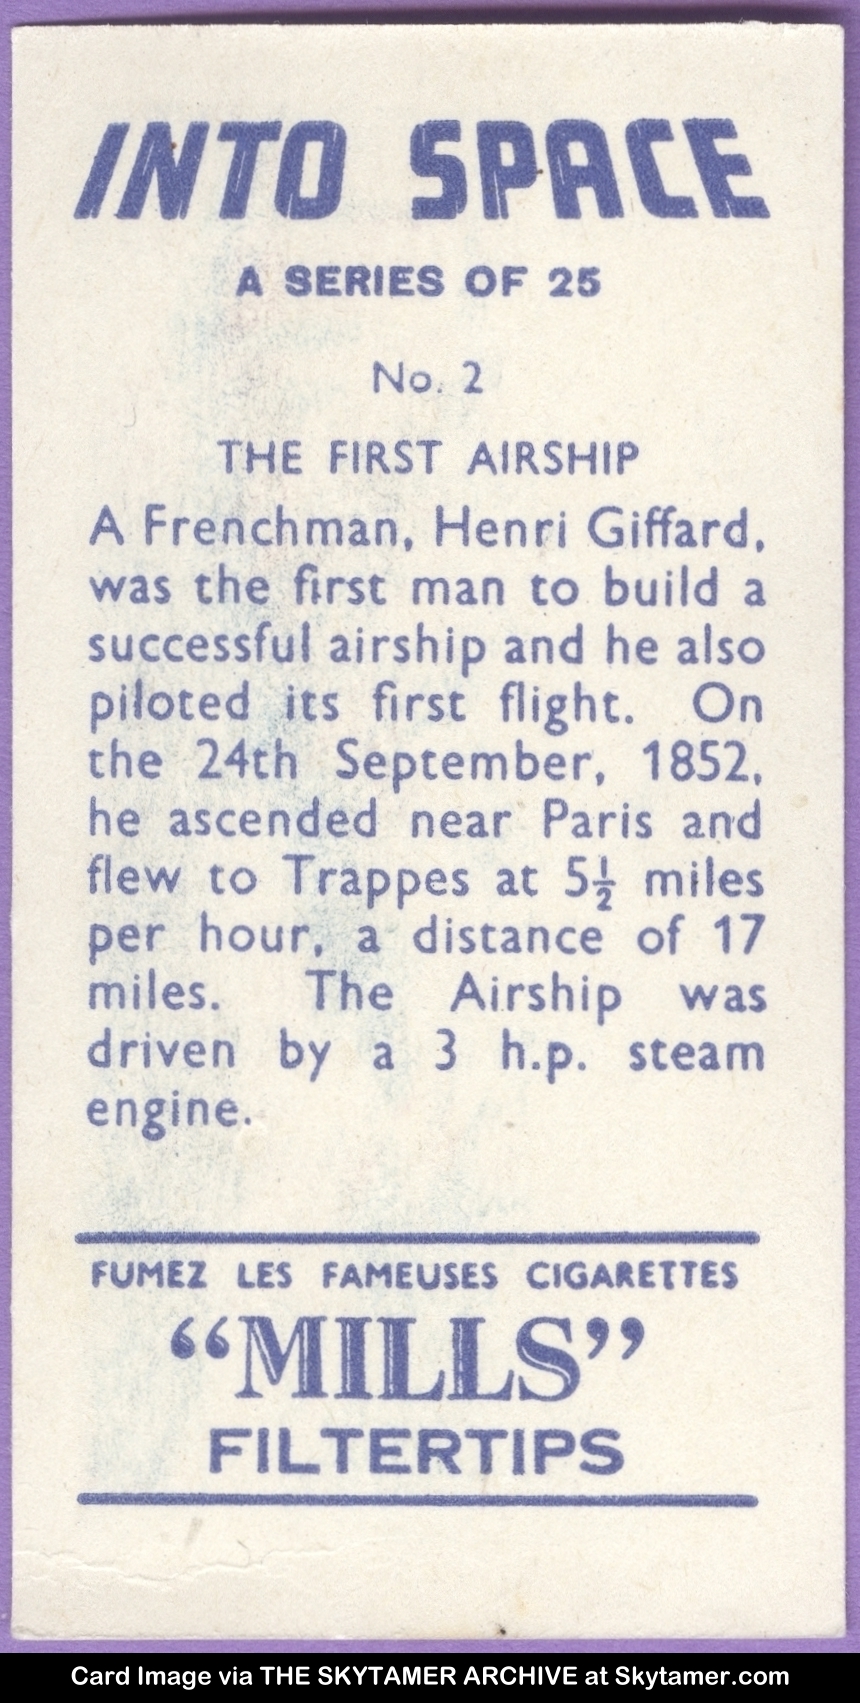 INTO SPACE
A SERIES OF 25
No. 2
THE FIRST AIRSHIP
A Frenchman, Henri Giffard,
was the first man to build a
successful airship and he also
piloted its first flight. On
the 24th September, 1852,
he ascended near Paris and
flew to Trappes at 5½ miles
per hour, a distance of 17
miles. The Airship was
driven by a 3 h.p. steam
engine.
FUMEZ LES FAMEUSES CIGARETTES
“MILLS”
FILTERTIPS
Card Image via THE SKYTAMER ARCHIVE at Skytamer.com